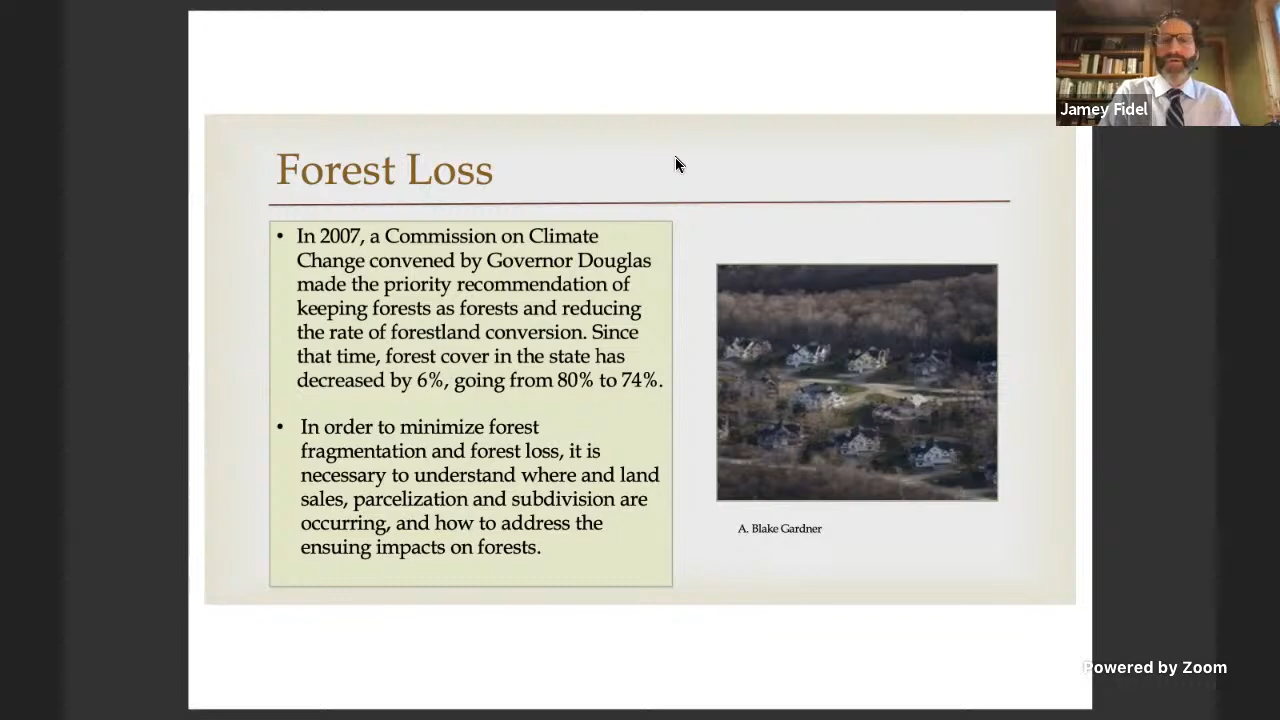 Jamey Fidel
Forest Loss
• In 2007, a Commission on Climate
Change convened by Governor Douglas
made the priority recommendation of
keeping forests as forests and reducing
the rate of forestland conversion. Since
that time, forest cover in the state has
decreased by 6%, going from 80% to 74%.
• In order to minimize forest
fragmentation and forest loss, it is
necessary to understand where and land
sales, parcelization and subdivision are
occurring, and how to address the
ensuing impacts on forests.
A. Blake Gardner
Powered by Zoom